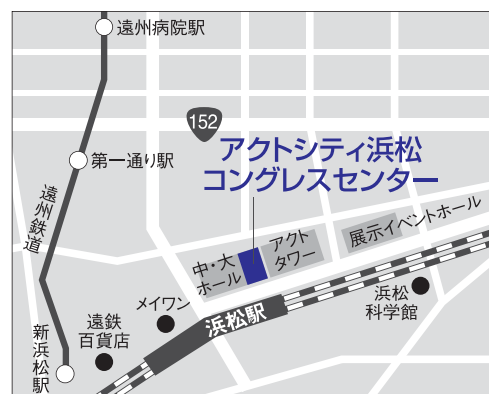 遠州病院駅
152
アクトシティ浜松
コングレスセンター
第一通り駅
遠州鉄道
展示イベントホール
アクト
タワー
中・大
ホール
浜松
科学館
メイワン
浜松駅
遠鉄
百貨店
新浜松駅